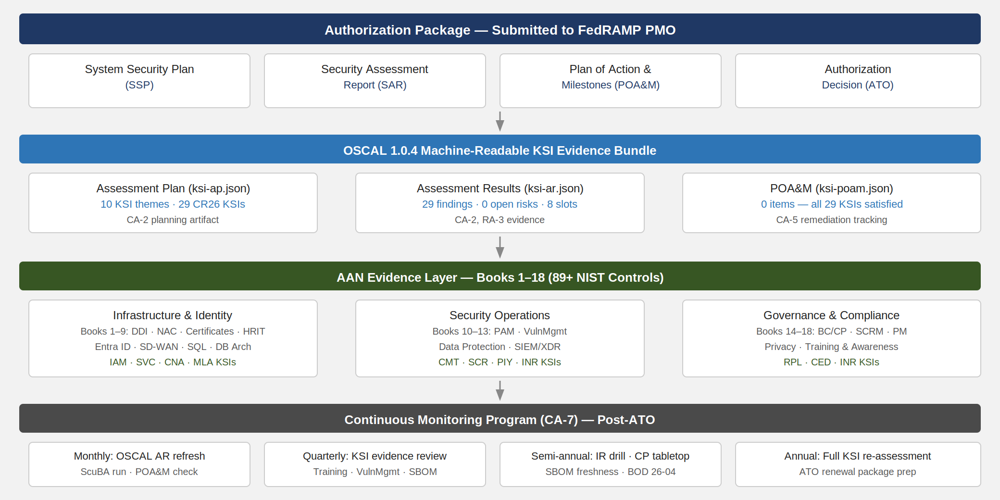 Authorization Package — Submitted to FedRAMP PMO
System Security Plan
(SSP)
Security Assessment
Report (SAR)
Plan of Action &
Milestones (POA&M)
Authorization
Decision (ATO)
OSCAL 1.0.4 Machine-Readable KSI Evidence Bundle
Assessment Plan (ksi-ap.json)
10 KSI themes · 29 CR26 KSIs
CA-2 planning artifact
Assessment Results (ksi-ar.json)
29 findings · 0 open risks · 8 slots
CA-2, RA-3 evidence
POA&M (ksi-poam.json)
0 items — all 29 KSIs satisfied
CA-5 remediation tracking
AAN Evidence Layer — Books 1–18 (89+ NIST Controls)
Infrastructure & Identity
Books 1–9: DDI · NAC · Certificates · HRIT
Entra ID · SD-WAN · SQL · DB Arch
IAM · SVC · CNA · MLA KSIs
Security Operations
Books 10–13: PAM · VulnMgmt
Data Protection · SIEM/XDR
CMT · SCR · PIY · INR KSIs
Governance & Compliance
Books 14–18: BC/CP · SCRM · PM
Privacy · Training & Awareness
RPL · CED · INR KSIs
Continuous Monitoring Program (CA-7) — Post-ATO
Monthly: OSCAL AR refresh
ScuBA run · POA&M check
Quarterly: KSI evidence review
Training · VulnMgmt · SBOM
Semi-annual: IR drill · CP tabletop
SBOM freshness · BOD 26-04
Annual: Full KSI re-assessment
ATO renewal package prep